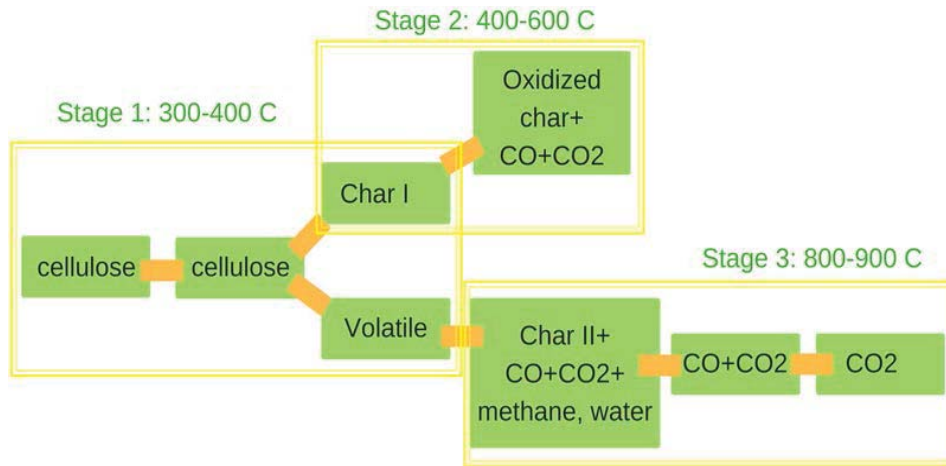 Stage 2: 400-600 C
Oxidized
char+
CO+CO2
Stage 1: 300-400 C
Char I
cellulose
cellulose
Volatile
Stage 3: 800-900 C
Char II+
CO+CO2+
methane, water
CO+CO2
CO2